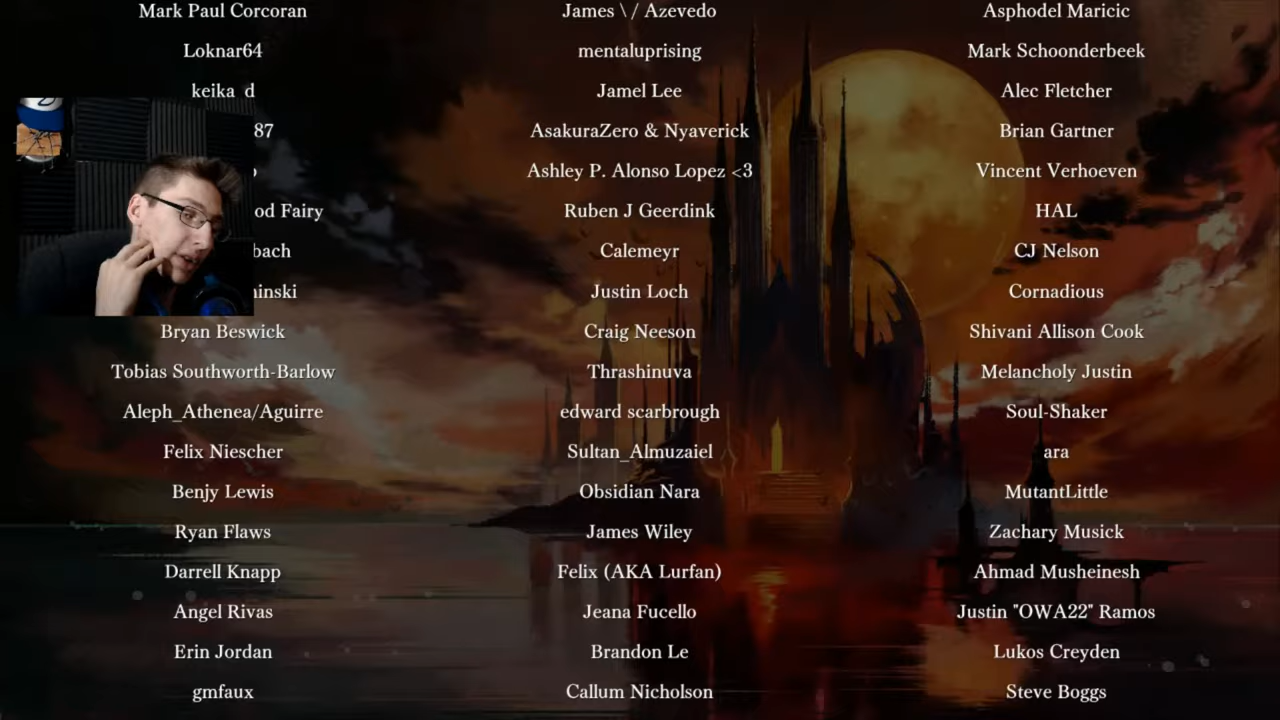 Mark Paul Corcoran
James \ / Azevedo
Asphodel Maricic
Loknar64
mentaluprising
Mark Schoonderbeek
keika d
Jamel Lee
Alec Fletcher
87
AsakuraZero & Nyaverick
Brian Gartner
Ashley P. Alonso Lopez <3
Vincent Verhoeven
od Fairy
Ruben J Geerdink
HAL
bach
Calemeyr
CJ Nelson
inski
Justin Loch
Cornadious
Bryan Beswick
Craig Neeson
Shivani Allison Cook
Tobias Southworth-Barlow
Thrashinuva
Melancholy Justin
Aleph_Athenea/Aguirre
edward scarbrough
Soul-Shaker
Felix Niescher
Sultan_Almuzaiel
ara
Benjy Lewis
Obsidian Nara
MutantLittle
Ryan Flaws
James Wiley
Zachary Musick
Darrell Knapp
Felix (AKA Lurfan)
Ahmad Musheinesh
Angel Rivas
Jeana Fucello
Justin "OWA22" Ramos
Erin Jordan
Brandon Le
Lukos Creyden
gmfaux
Callum Nicholson
Steve Boggs